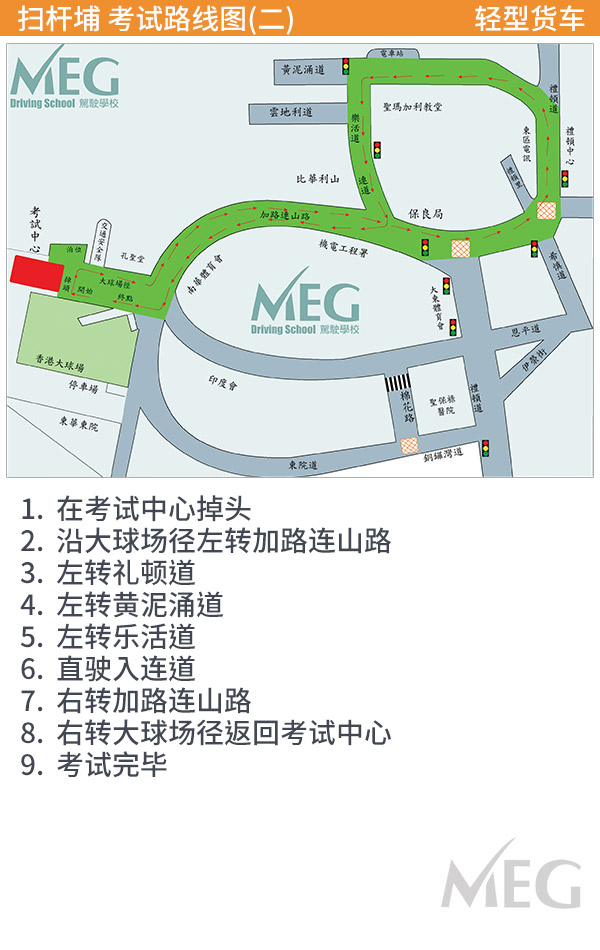 扫杆埔 考试路线图(二) 轻型货车
MEG
Driving School 駕駛學校
電車站
黃泥涌道
雲地利道
聖瑪加利教堂
樂活道
禮頓道
東區電訊
禮頓中心
禮頓里
比華利山
連道
保良局
加路連山路
考試中心
交通安全隊
泊位
孔聖堂
機電工程署
南華體育會
大球場徑
掉頭
開始
終點
希慎道
MEG
Driving School 駕駛學校
大東體育會
恩平道
伊榮街
香港大球場
停車場
印度會
棉花路
聖保祿
醫院
禮頓道
東華東院
東院道
銅鑼灣道
1. 在考试中心掉头
2. 沿大球场径左转加路连山路
3. 左转礼顿道
4. 左转黄泥涌道
5. 左转乐活道
6. 直驶入连道
7. 右转加路连山路
8. 右转大球场径返回考试中心
9. 考试完毕
MEG